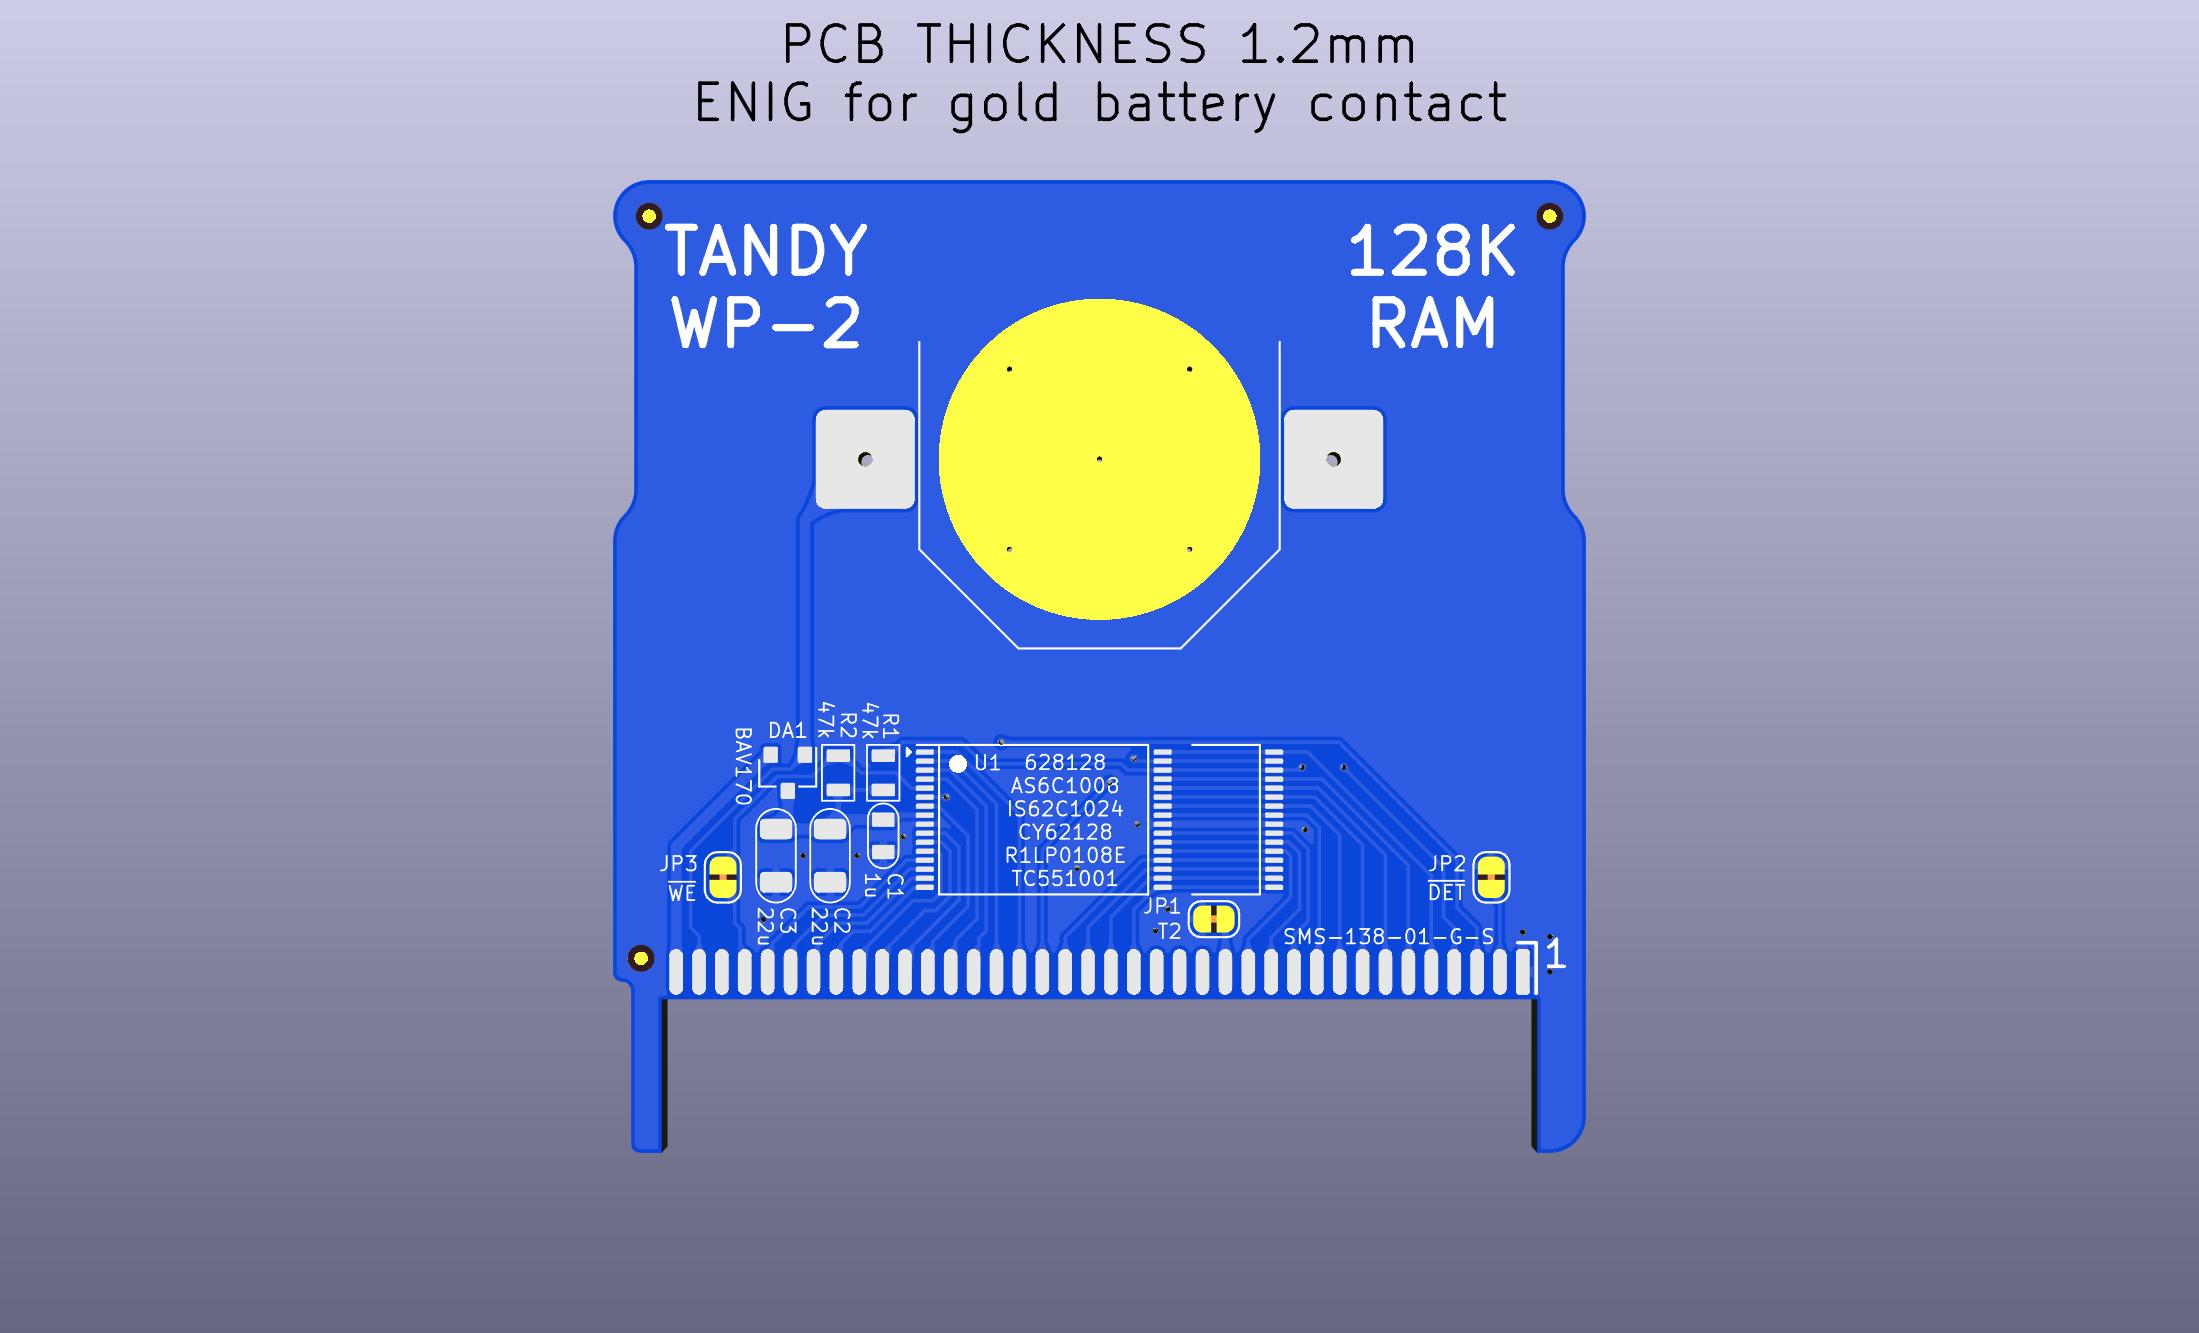 PCB THICKNESS 1.2mm
ENIG for gold battery contact
TANDY
WP-2
128K
RAM
DA1
BAV170
47k
R2
47k
R1
U1
628128
AS6C1008
IS62C1024
CY62128
R1LP0108E
TC551001
JP3
WE
22u
C3
22u
C2
1u
C1
JP1
T2
JP2
DET
SMS-138-01-G-S
1